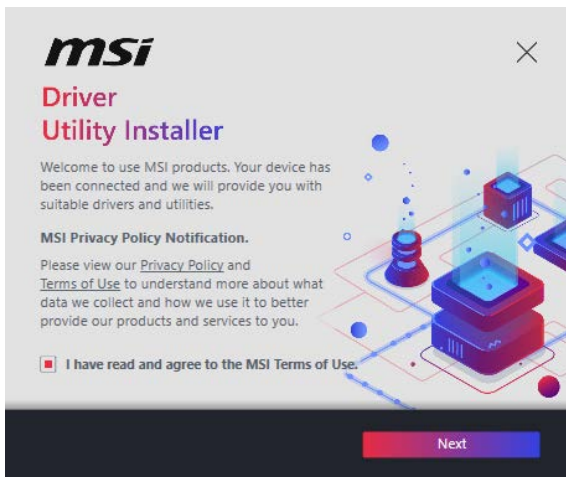 msi
Driver
Utility Installer
Welcome to use MSI products. Your device has
been connected and we will provide you with
suitable drivers and utilities.
MSI Privacy Policy Notification.
Please view our Privacy Policy and
Terms of Use to understand more about what
data we collect and how we use it to better
provide our products and services to you.
I have read and agree to the MSI Terms of Use.
Next